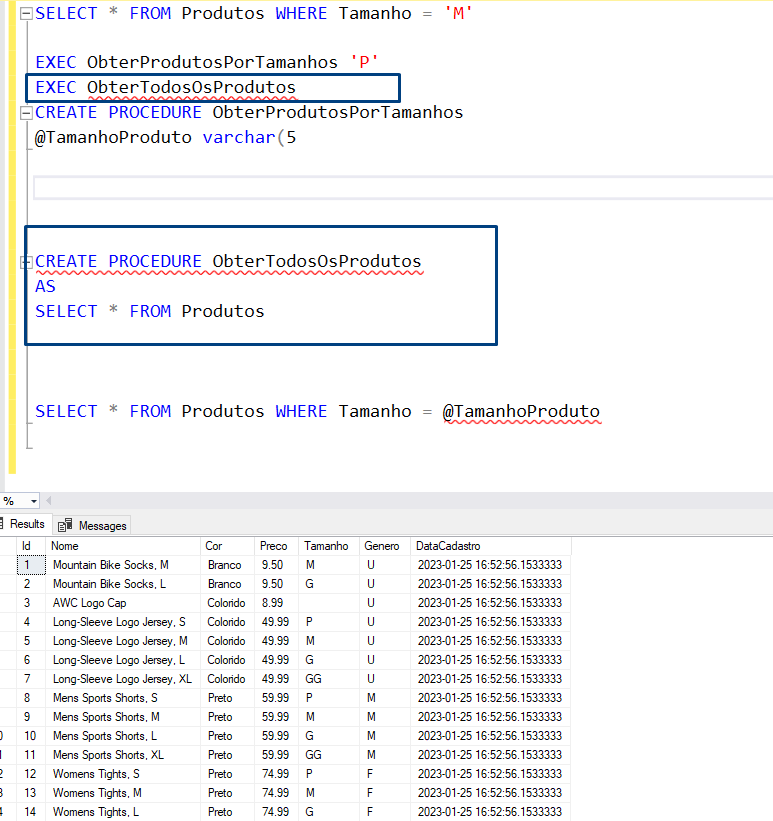 SELECT * FROM Produtos WHERE Tamanho = 'M'
EXEC ObterProdutosPorTamanhos 'P'
EXEC ObterTodosOsProdutos
CREATE PROCEDURE ObterProdutosPorTamanhos
@TamanhoProduto varchar(5
CREATE PROCEDURE ObterTodosOsProdutos
AS
SELECT * FROM Produtos
SELECT * FROM Produtos WHERE Tamanho = @TamanhoProduto
%
Results Messages
Id Nome Cor Preco Tamanho Genero DataCadastro
1 Mountain Bike Socks, M Branco 9.50 M U 2023-01-25 16:52:56.1533333
2 Mountain Bike Socks, L Branco 9.50 G U 2023-01-25 16:52:56.1533333
3 AWC Logo Cap Colorido 8.99 U 2023-01-25 16:52:56.1533333
4 Long-Sleeve Logo Jersey, S Colorido 49.99 P U 2023-01-25 16:52:56.1533333
5 Long-Sleeve Logo Jersey, M Colorido 49.99 M U 2023-01-25 16:52:56.1533333
6 Long-Sleeve Logo Jersey, L Colorido 49.99 G U 2023-01-25 16:52:56.1533333
7 Long-Sleeve Logo Jersey, XL Colorido 49.99 GG U 2023-01-25 16:52:56.1533333
8 Mens Sports Shorts, S Preto 59.99 P M 2023-01-25 16:52:56.1533333
9 Mens Sports Shorts, M Preto 59.99 M M 2023-01-25 16:52:56.1533333
10 Mens Sports Shorts, L Preto 59.99 G M 2023-01-25 16:52:56.1533333
11 Mens Sports Shorts, XL Preto 59.99 GG M 2023-01-25 16:52:56.1533333
12 Womens Tights, S Preto 74.99 P F 2023-01-25 16:52:56.1533333
13 Womens Tights, M Preto 74.99 M F 2023-01-25 16:52:56.1533333
14 Womens Tights, L Preto 74.99 G F 2023-01-25 16:52:56.1533333